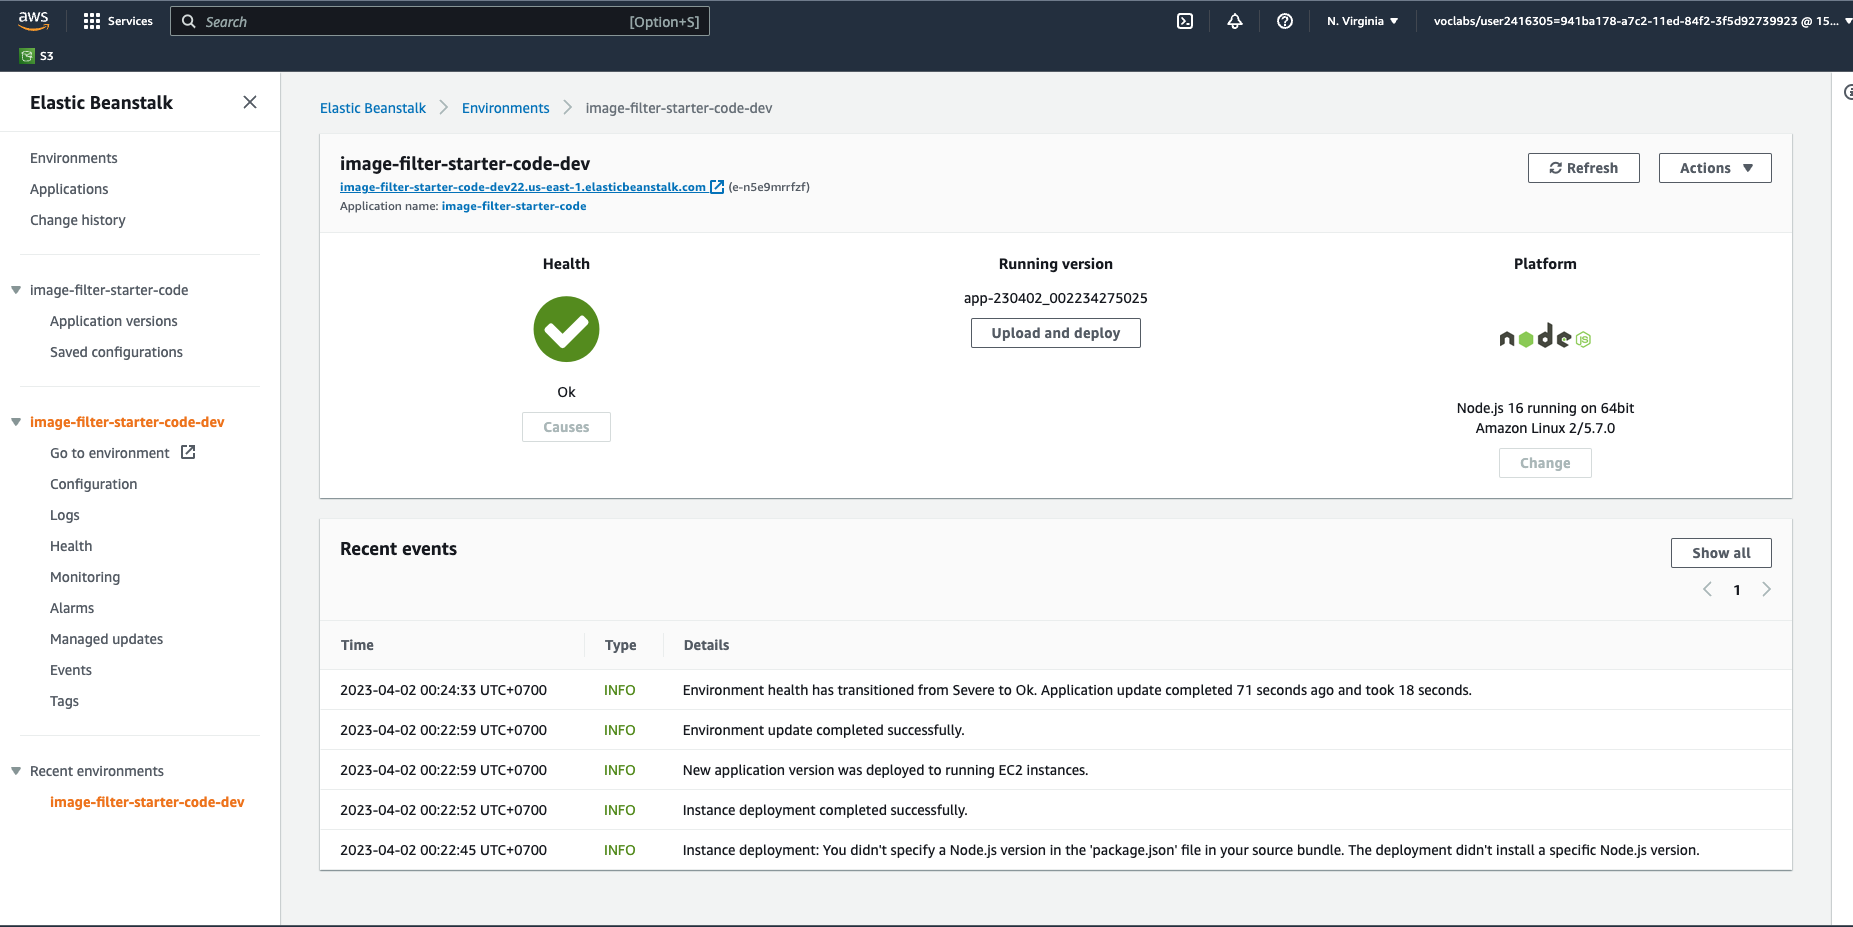 aws
Services
Search [Option+S]
N. Virginia
voclabs/user2416305=941ba178-a7c2-11ed-84f2-3f5d92739923 @ 15...
S3
Elastic Beanstalk
Environments
Applications
Change history
image-filter-starter-code
Application versions
Saved configurations
image-filter-starter-code-dev
Go to environment
Configuration
Logs
Health
Monitoring
Alarms
Managed updates
Events
Tags
Recent environments
image-filter-starter-code-dev
Elastic Beanstalk Environments image-filter-starter-code-dev
image-filter-starter-code-dev
image-filter-starter-code-dev22.us-east-1.elasticbeanstalk.com (e-n5e9mrrfzf)
Application name: image-filter-starter-code
Refresh
Actions
Health
Ok
Causes
Running version
app-230402_002234275025
Upload and deploy
Platform
node JS
Node.js 16 running on 64bit
Amazon Linux 2/5.7.0
Change
Recent events
Show all
1
Time Type Details
2023-04-02 00:24:33 UTC+0700 INFO Environment health has transitioned from Severe to Ok. Application update completed 71 seconds ago and took 18 seconds.
2023-04-02 00:22:59 UTC+0700 INFO Environment update completed successfully.
2023-04-02 00:22:59 UTC+0700 INFO New application version was deployed to running EC2 instances.
2023-04-02 00:22:52 UTC+0700 INFO Instance deployment completed successfully.
2023-04-02 00:22:45 UTC+0700 INFO Instance deployment: You didn't specify a Node.js version in the 'package.json' file in your source bundle. The deployment didn't install a specific Node.js version.